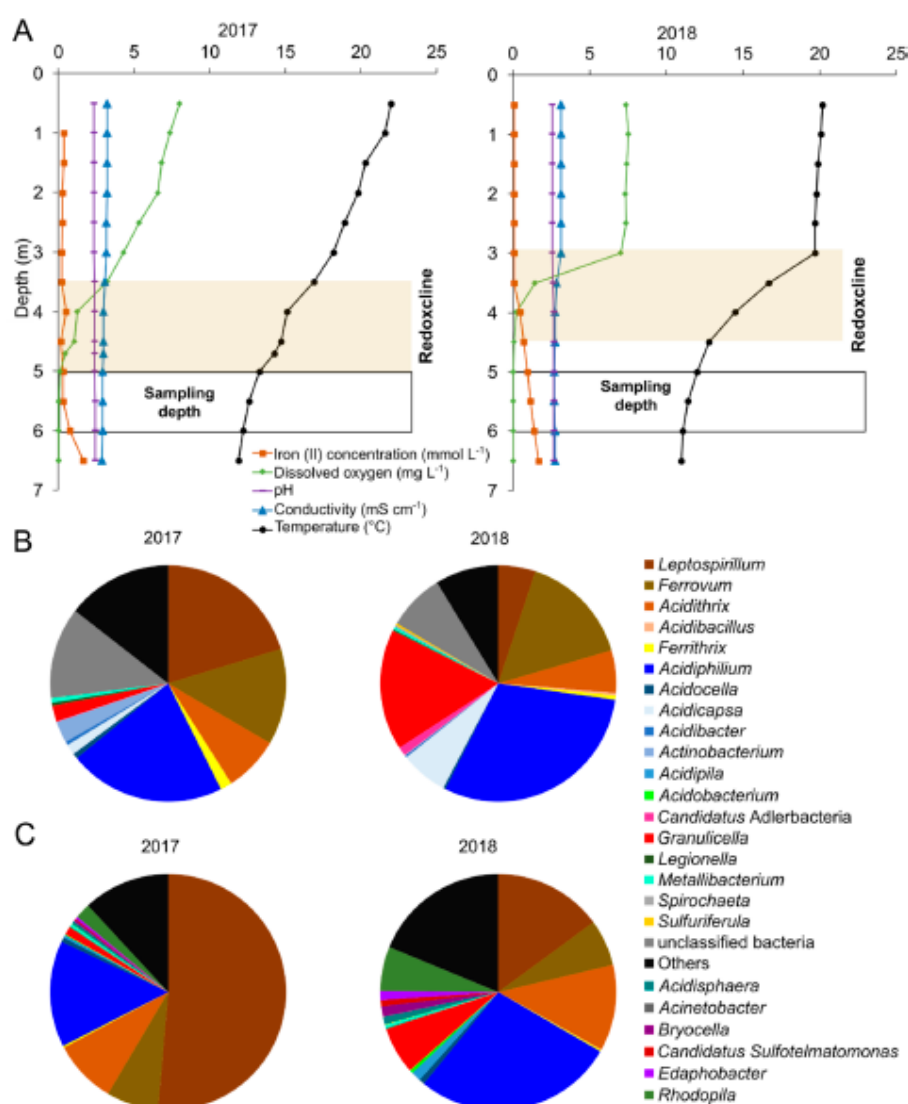 A
2017
2018
0 5 10 15 20 25
0 5 10 15 20 25
0
1
2
3
4
5
6
7
Depth (m)
Redoxcline
Sampling
depth
0
1
2
3
4
5
6
7
Redoxcline
Sampling
depth
Iron (II) concentration (mmol L⁻¹)
Dissolved oxygen (mg L⁻¹)
pH
Conductivity (mS cm⁻¹)
Temperature (°C)
B
2017
2018
C
2017
2018
Leptospirillum
Ferrovum
Acidithrix
Acidibacillus
Ferrithrix
Acidiphilium
Acidocella
Acidicapsa
Acidibacter
Actinobacterium
Acidipila
Acidobacterium
Candidatus Adlerbacteria
Granulicella
Legionella
Metallibacterium
Spirochaeta
Sulfuriferula
unclassified bacteria
Others
Acidisphaera
Acinetobacter
Bryocella
Candidatus Sulfotelmatomonas
Edaphobacter
Rhodopila